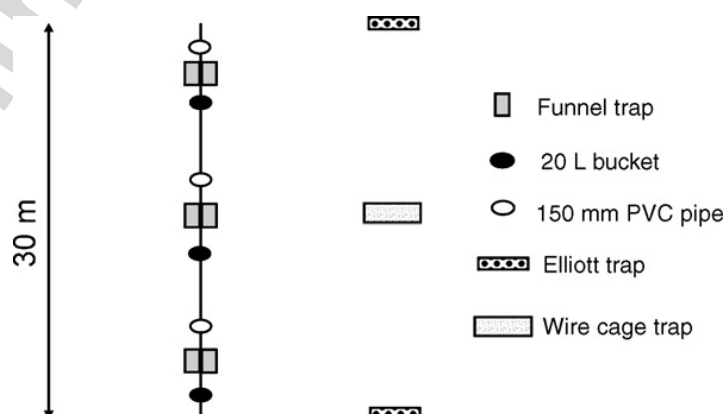 30 m
Funnel trap
20 L bucket
150 mm PVC pipe
Elliott trap
Wire cage trap